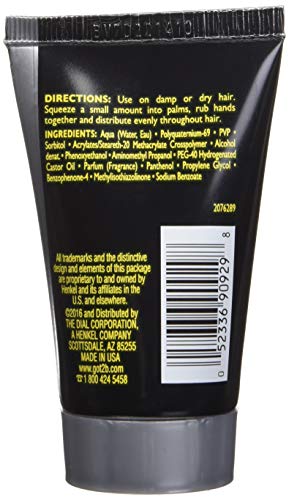 DIRECTIONS: Use on damp or dry hair.
Squeeze a small amount into palms, rub hands
together and distribute evenly throughout hair.
INGREDIENTS: Aqua (Water, Eau) • Polyquaternium-69 • PVP
Sorbitol • Acrylates/Steareth-20 Methacrylate Crosspolymer • Alcohol
denat. • Phenoxyethanol • Aminomethyl Propanol • PEG-40 Hydrogenated
Castor Oil • Parfum (Fragrance) • Panthenol • Propylene Glycol •
Benzophenone-4 • Methylisothiazolinone • Sodium Benzoate
2076289
All trademarks and the distinctive
design and elements of this package
are proprietary to and owned by
Henkel and its affiliates in the
U.S. and elsewhere.
©2016 and Distributed by
THE DIAL CORPORATION,
A HENKEL COMPANY
SCOTTSDALE, AZ 85255
MADE IN USA
www.got2b.com
☎1 800 424 5458
0 52336 90929 8